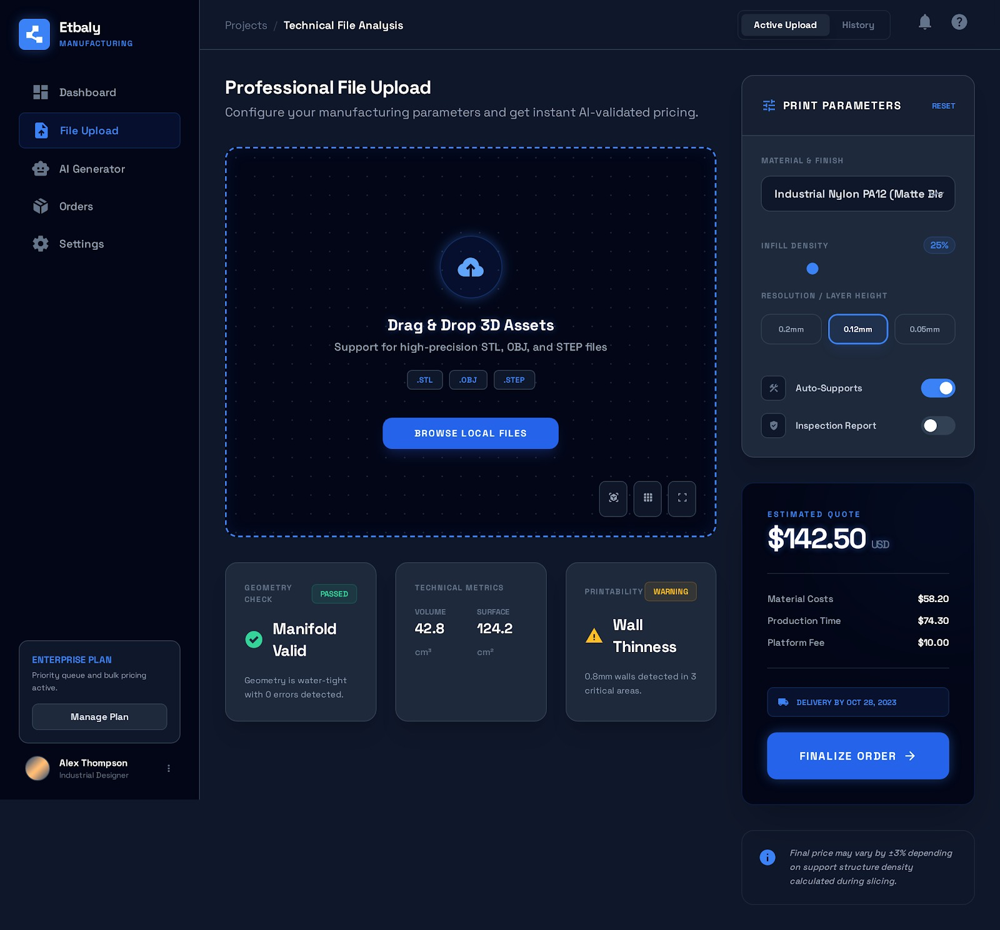 Etbaly
MANUFACTURING
Dashboard
File Upload
AI Generator
Orders
Settings
ENTERPRISE PLAN
Priority queue and bulk pricing
active.
Manage Plan
Alex Thompson
Industrial Designer
Projects / Technical File Analysis
Active Upload
History
Professional File Upload
Configure your manufacturing parameters and get instant AI-validated pricing.
Drag & Drop 3D Assets
Support for high-precision STL, OBJ, and STEP files
.STL
.OBJ
.STEP
BROWSE LOCAL FILES
GEOMETRY
CHECK
PASSED
Manifold
Valid
Geometry is water-tight
with 0 errors detected.
TECHNICAL METRICS
VOLUME
42.8
cm³
SURFACE
124.2
cm²
PRINTABILITY
WARNING
Wall
Thinness
0.8mm walls detected in 3
critical areas.
PRINT PARAMETERS
RESET
MATERIAL & FINISH
Industrial Nylon PA12 (Matte
INFILL DENSITY
25%
RESOLUTION / LAYER HEIGHT
0.2mm
0.12mm
0.05mm
Auto-Supports
Inspection Report
ESTIMATED QUOTE
$142.50 USD
Material Costs $58.20
Production Time $74.30
Platform Fee $10.00
DELIVERY BY OCT 28, 2023
FINALIZE ORDER
Final price may vary by ±3% depending
on support structure density
calculated during slicing.